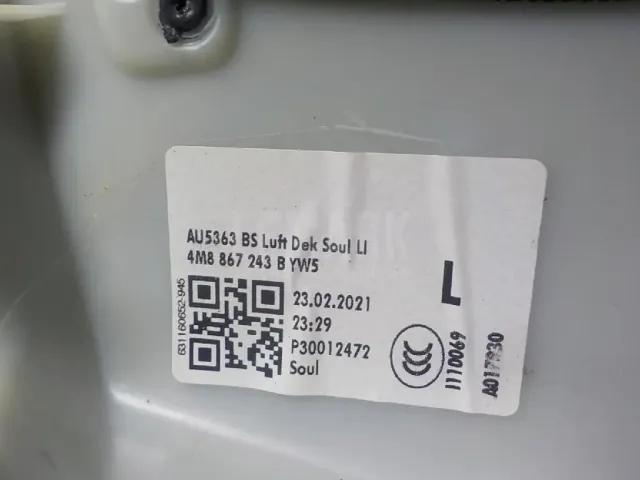 AU5363 BS Luft Dek Soul LI
4M8 867 243 B YW5
631160652-945
23.02.2021
23:29
P30012472
Soul
L
I110069
A017930